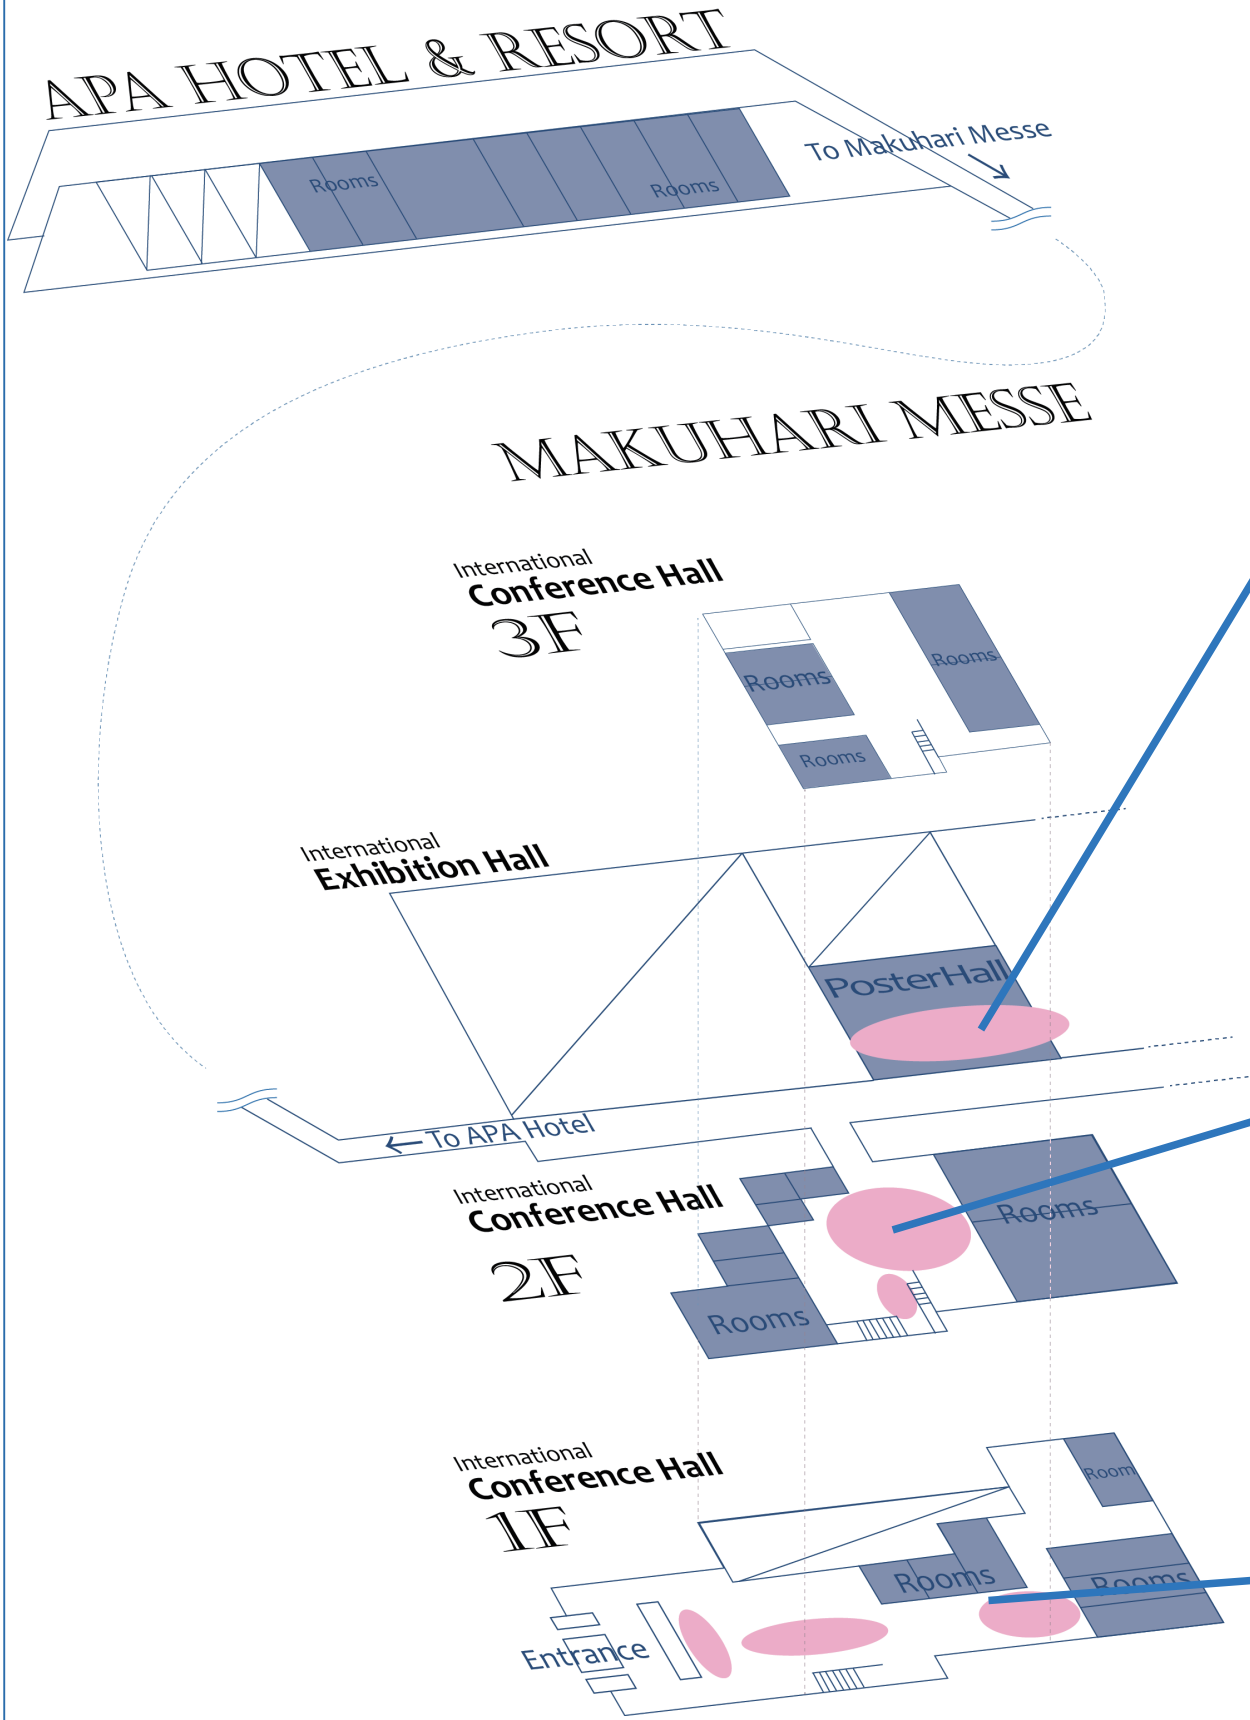 APA HOTEL & RESORT
To Makuhari Messe
Rooms
Rooms
MAKUHARI MESSE
International
Conference Hall
3F
Rooms
Rooms
Rooms
International
Exhibition Hall
PosterHall
To APA Hotel
International
Conference Hall
2F
Rooms
Rooms
International
Conference Hall
1F
Room
Rooms
Rooms
Entrance